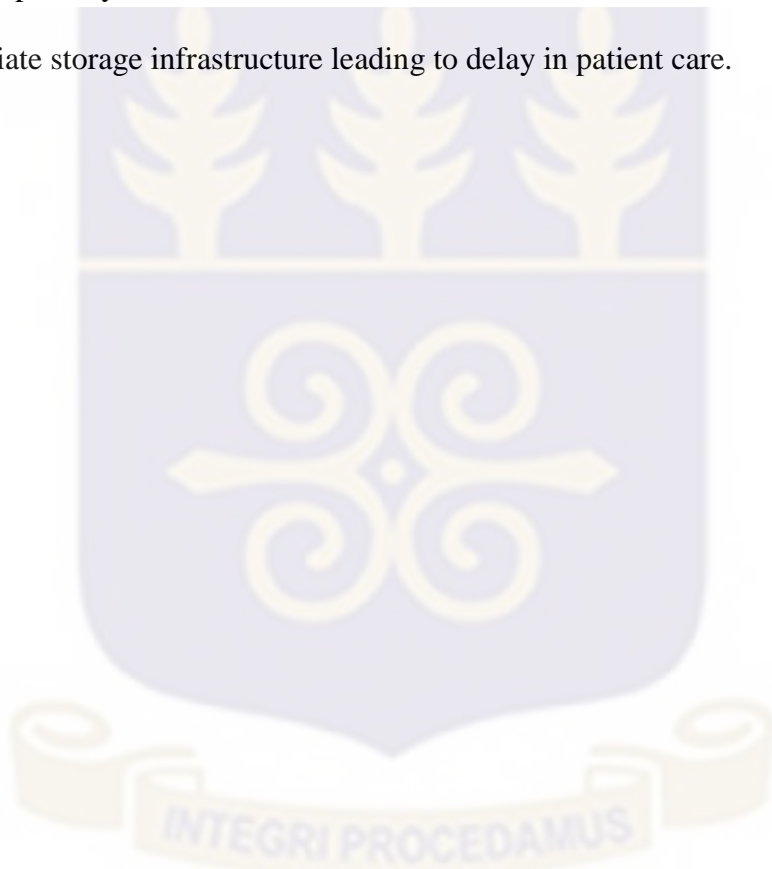 iate storage infrastructure leading to delay in patient care.
INTEGRI PROCEDAMUS